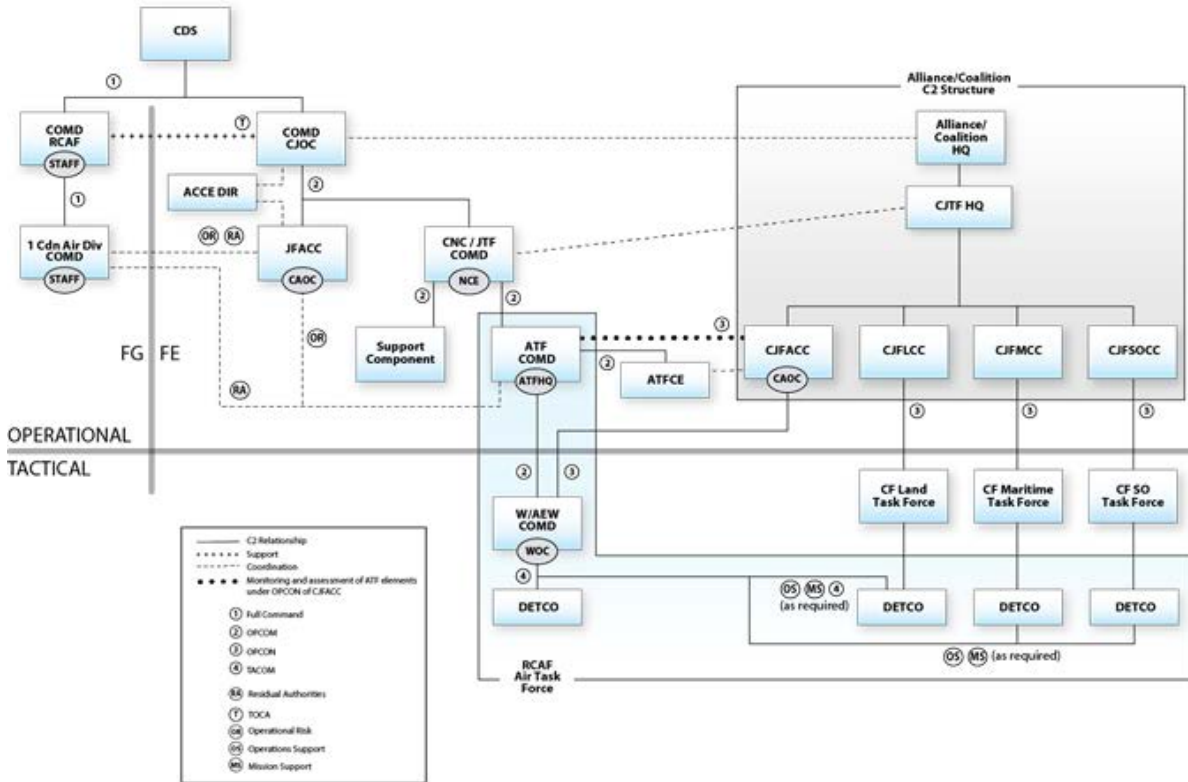 CDS
Alliance/Coalition
C2 Structure
1
COMD
RCAF
STAFF
T
COMD
CJOC
Alliance/
Coalition
HQ
ACCE DIR
2
1
CJTF HQ
1 Cdn Air Div
COMD
STAFF
OR RA
JFACC
CAOC
CNC / JTF
COMD
NCE
2
2
FG FE
OR
Support
Component
ATF
COMD
ATFHQ
3
2
ATFCE
CJFACC
CAOC
CJFLCC
CJFMCC
CJFSOCC
RA
3
3
3
OPERATIONAL
TACTICAL
2
3
CF Land
Task Force
CF Maritime
Task Force
CF SO
Task Force
W/AEW
COMD
WOC
4
DETCO
OS MS 4
(as required)
DETCO
DETCO
DETCO
OS MS (as required)
RCAF
Air Task
Force
C2 Relationship
Support
Coordination
Monitoring and assessment of ATF elements
under OPCON of CJFACC
1 Full Command
2 OPCOM
3 OPCON
4 TACOM
RA Residual Authorities
T TOCA
OR Operational Risk
OS Operations Support
MS Mission Support